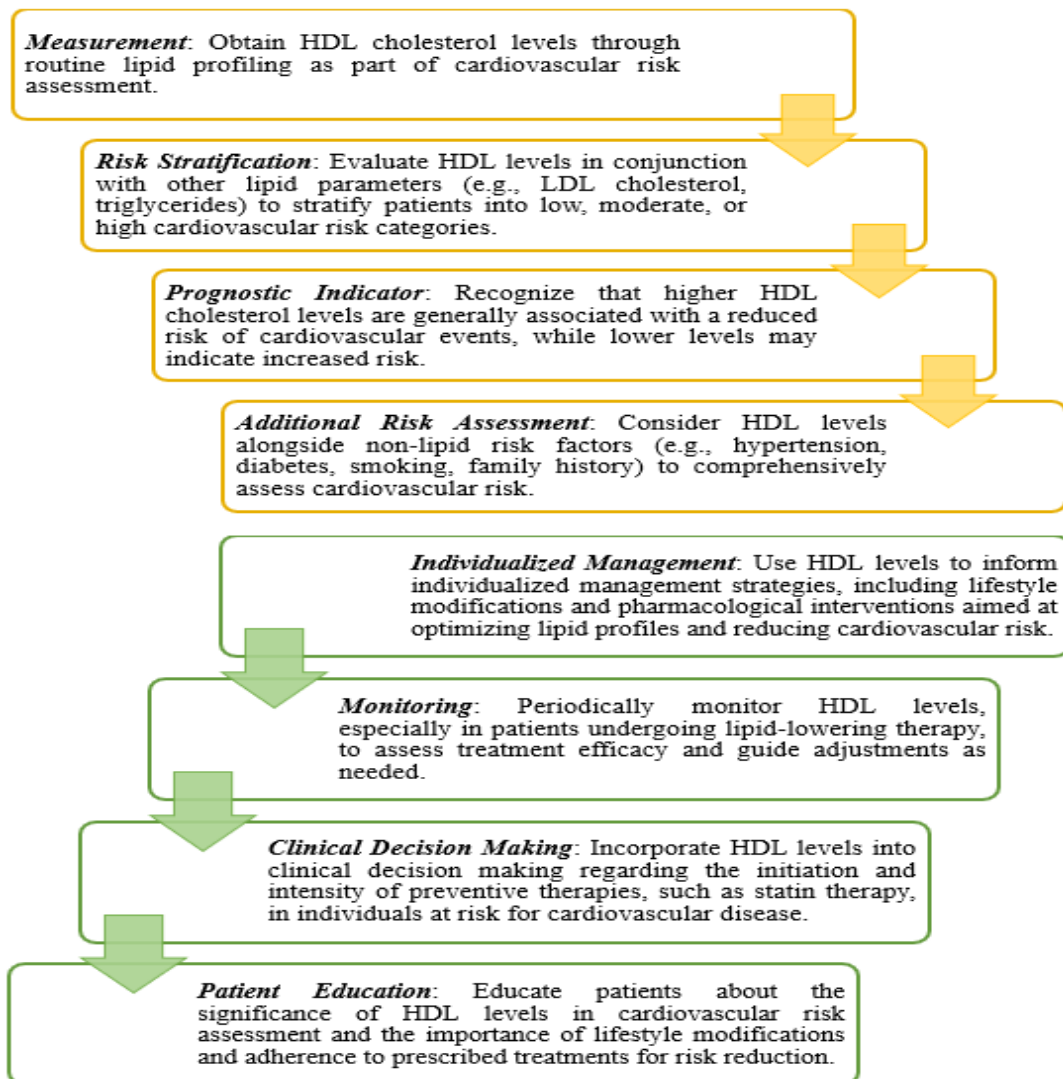 Measurement: Obtain HDL cholesterol levels through
routine lipid profiling as part of cardiovascular risk
assessment.
Risk Stratification: Evaluate HDL levels in conjunction
with other lipid parameters (e.g., LDL cholesterol,
triglycerides) to stratify patients into low, moderate, or
high cardiovascular risk categories.
Prognostic Indicator: Recognize that higher HDL
cholesterol levels are generally associated with a reduced
risk of cardiovascular events, while lower levels may
indicate increased risk.
Additional Risk Assessment: Consider HDL levels
alongside non-lipid risk factors (e.g., hypertension,
diabetes, smoking, family history) to comprehensively
assess cardiovascular risk.
Individualized Management: Use HDL levels to inform
individualized management strategies, including lifestyle
modifications and pharmacological interventions aimed at
optimizing lipid profiles and reducing cardiovascular risk.
Monitoring: Periodically monitor HDL levels,
especially in patients undergoing lipid-lowering therapy,
to assess treatment efficacy and guide adjustments as
needed.
Clinical Decision Making: Incorporate HDL levels into
clinical decision making regarding the initiation and
intensity of preventive therapies, such as statin therapy,
in individuals at risk for cardiovascular disease.
Patient Education: Educate patients about the
significance of HDL levels in cardiovascular risk
assessment and the importance of lifestyle modifications
and adherence to prescribed treatments for risk reduction.